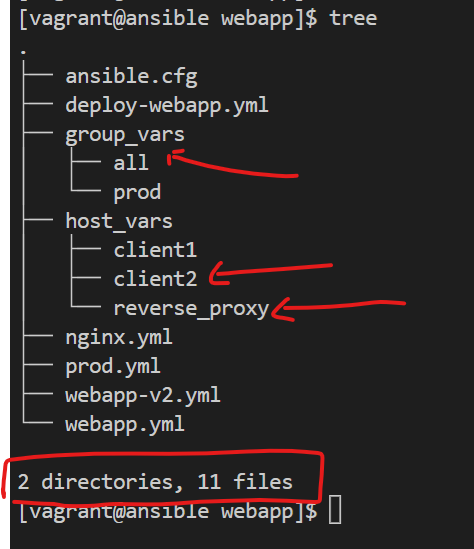 [vagrant@ansible webapp]$ tree
.
├── ansible.cfg
├── deploy-webapp.yml
├── group_vars
│   ├── all
│   └── prod
├── host_vars
│   ├── client1
│   ├── client2
│   └── reverse_proxy
├── nginx.yml
├── prod.yml
├── webapp-v2.yml
└── webapp.yml
2 directories, 11 files
[vagrant@ansible webapp]$